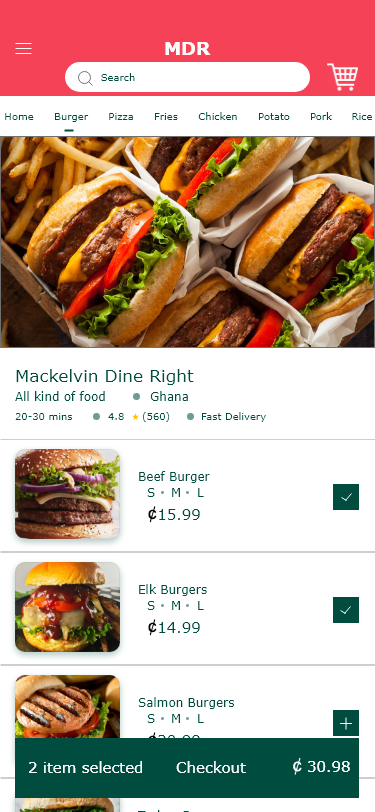 MDR
Search
Home Burger Pizza Fries Chicken Potato Pork Rice
Mackelvin Dine Right
All kind of food Ghana
20-30 mins 4.8 (560) Fast Delivery
Beef Burger
S • M • L
₵15.99
Elk Burgers
S • M • L
₵14.99
Salmon Burgers
S • M • L
2 item selected Checkout ₵ 30.98